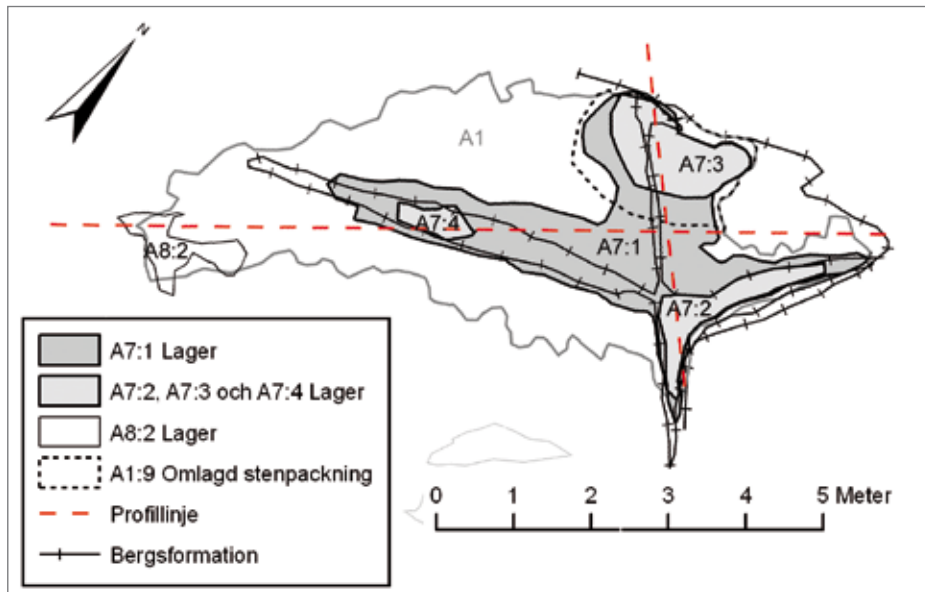 N
A1
A7:3
A7:4
A7:1
A8:2
A7:2
A7:1 Lager
A7:2, A7:3 och A7:4 Lager
A8:2 Lager
A1:9 Omlagd stenpackning
Profillinje
Bergsformation
0 1 2 3 4 5 Meter